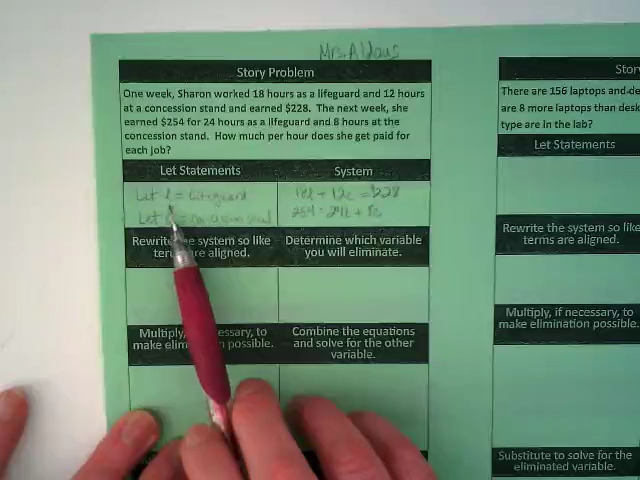 Mrs. Aldous
Story Problem
One week, Sharon worked 18 hours as a lifeguard and 12 hours
at a concession stand and earned $228. The next week, she
earned $254 for 24 hours as a lifeguard and 8 hours at the
concession stand. How much per hour does she get paid for
each job?
Let Statements
System
Let l = lifeguard
Let
18l + 12c = $228
254 = 24l + 8c
Rewrite the system so like
terms are aligned.
Determine which variable
you will eliminate.
Multiply, if necessary, to
make elimination possible.
Combine the equations
and solve for the other
variable.
Story
There are 156 laptops and
are 8 more laptops than
type are in the lab?
Let Statements
Rewrite the system so like
terms are aligned.
Multiply, if necessary, to
make elimination possible.
Substitute to solve for the
eliminated variable.